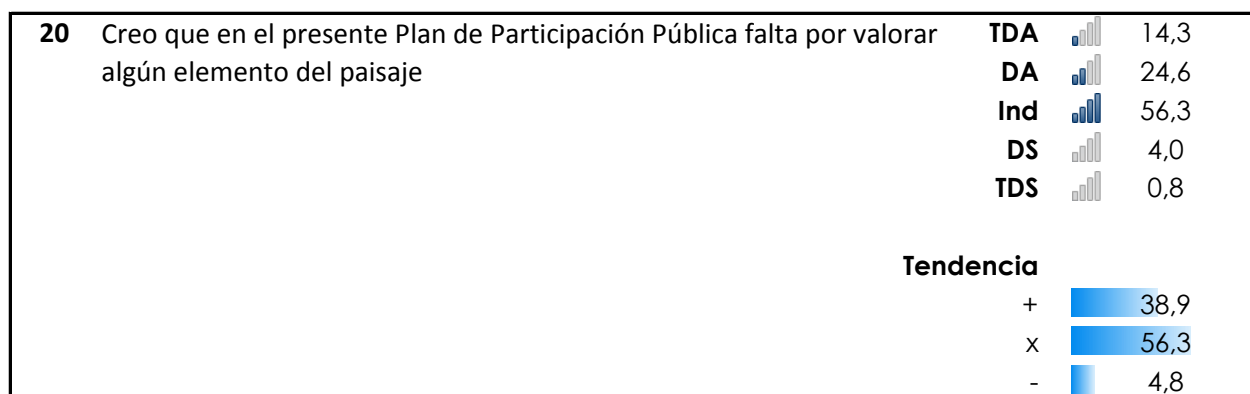 20 Creo que en el presente Plan de Participación Pública falta por valorar TDA 14,3
algún elemento del paisaje DA 24,6
Ind 56,3
DS 4,0
TDS 0,8
Tendencia
+ 38,9
x 56,3
- 4,8